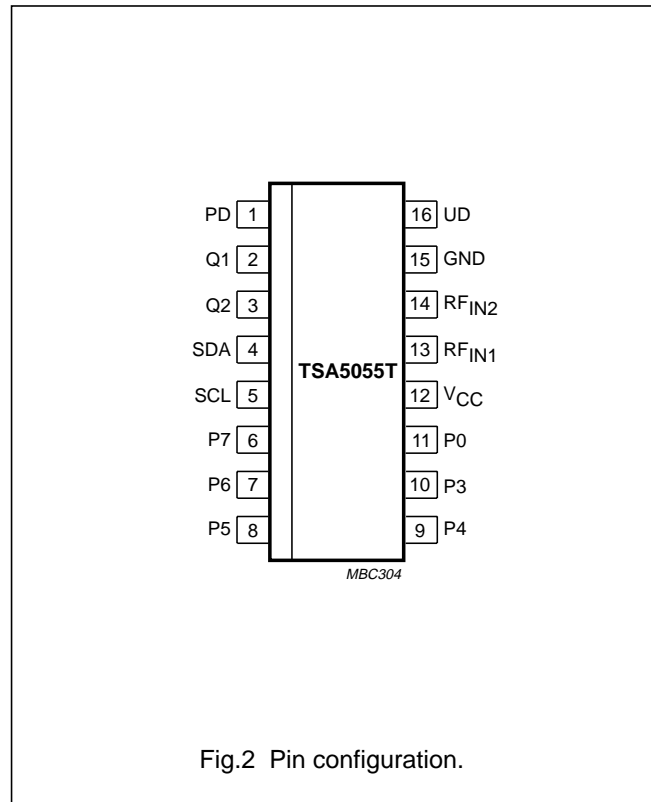 PD 1 16 UD
Q1 2 15 GND
Q2 3 14 RFIN2
SDA 4 13 RFIN1
TSA5055T
SCL 5 12 VCC
P7 6 11 P0
P6 7 10 P3
P5 8 9 P4
MBC304
Fig.2 Pin configuration.